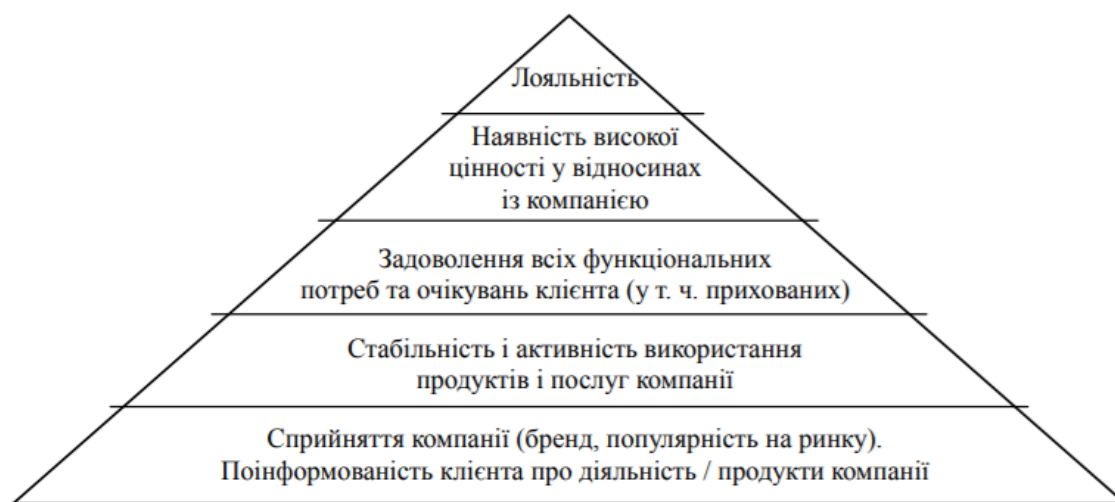 Лояльність
Наявність високої
цінності у відносинах
із компанією
Задоволення всіх функціональних
потреб та очікувань клієнта (у т. ч. прихованих)
Стабільність і активність використання
продуктів і послуг компанії
Сприйняття компанії (бренд, популярність на ринку).
Поінформованість клієнта про діяльність / продукти компанії